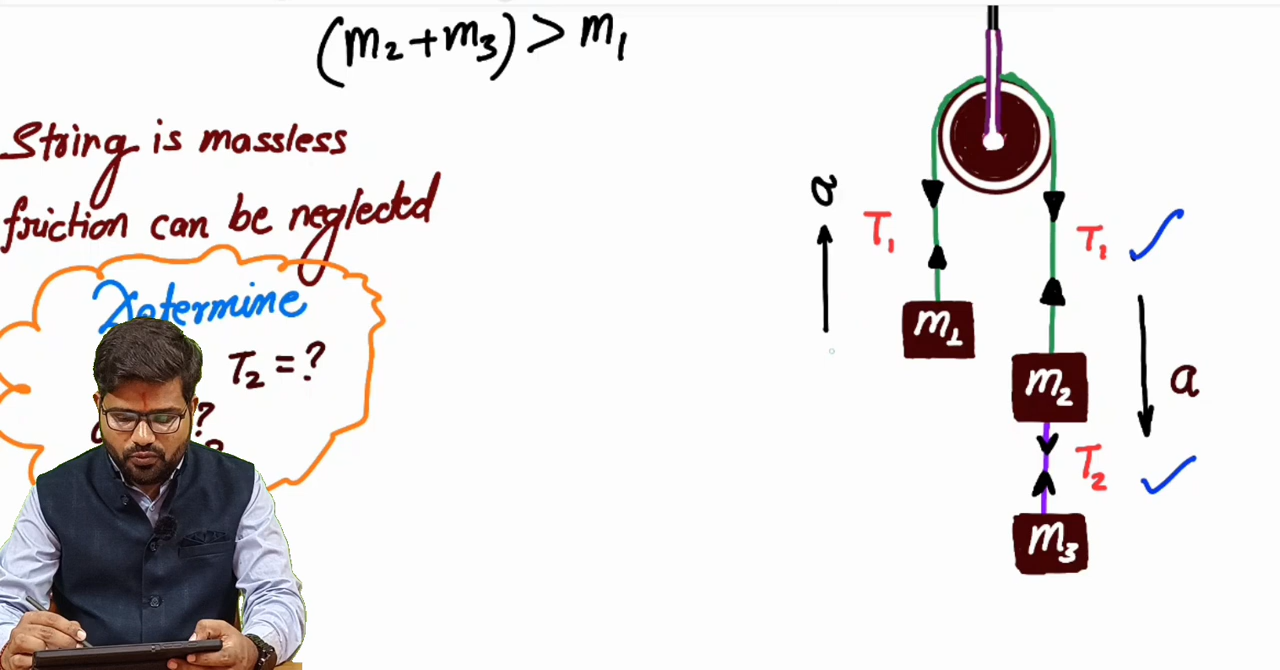 (m₂+m₃) > m₁
String is massless
friction can be neglected
Determine
T₂ = ?
?
a
T₁
T₁
m₁
m₂
a
T₂
m₃